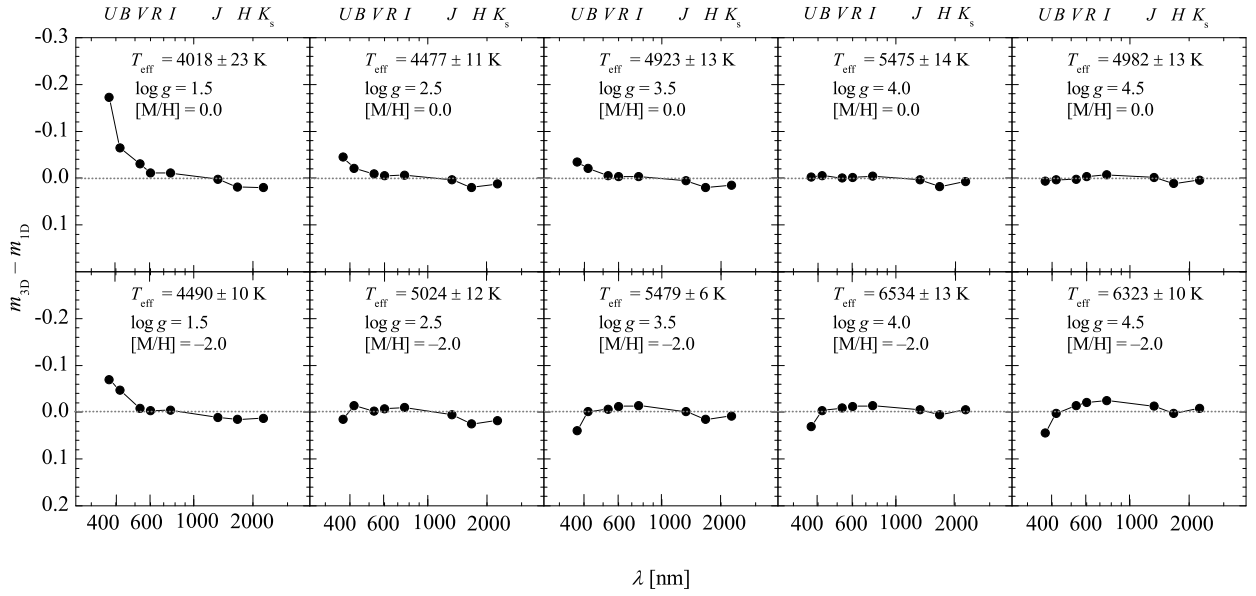 U B V R I J H Ks U B V R I J H Ks U B V R I J H Ks U B V R I J H Ks U B V R I J H Ks
-0.3
Teff = 4018 ± 23 K Teff = 4477 ± 11 K Teff = 4923 ± 13 K Teff = 5475 ± 14 K Teff = 4982 ± 13 K
-0.2
log g = 1.5 log g = 2.5 log g = 3.5 log g = 4.0 log g = 4.5
[M/H] = 0.0 [M/H] = 0.0 [M/H] = 0.0 [M/H] = 0.0 [M/H] = 0.0
-0.1
0.0
0.1
m3D – m1D
Teff = 4490 ± 10 K Teff = 5024 ± 12 K Teff = 5479 ± 6 K Teff = 6534 ± 13 K Teff = 6323 ± 10 K
-0.2
log g = 1.5 log g = 2.5 log g = 3.5 log g = 4.0 log g = 4.5
[M/H] = –2.0 [M/H] = –2.0 [M/H] = –2.0 [M/H] = –2.0 [M/H] = –2.0
-0.1
0.0
0.1
0.2
400 600 1000 2000 400 600 1000 2000 400 600 1000 2000 400 600 1000 2000 400 600 1000 2000
λ [nm]